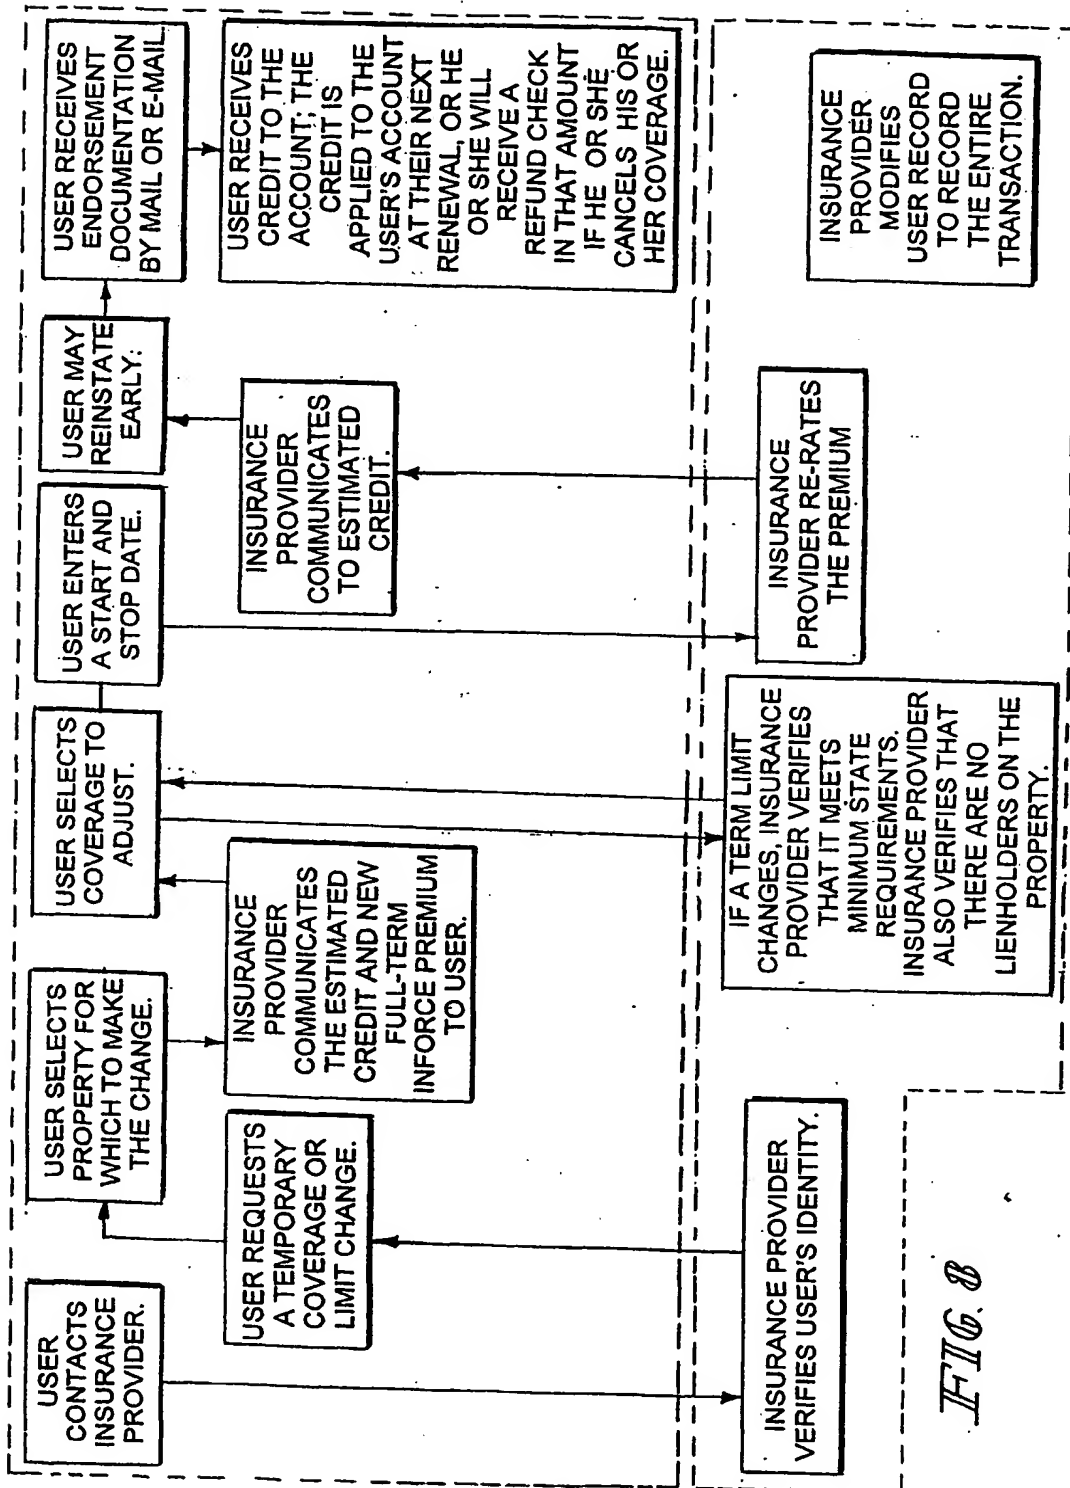 USER
CONTACTS
INSURANCE
PROVIDER.
INSURANCE PROVIDER
VERIFIES USER'S IDENTITY.
USER REQUESTS
A TEMPORARY
COVERAGE OR
LIMIT CHANGE.
USER SELECTS
PROPERTY FOR
WHICH TO MAKE
THE CHANGE.
INSURANCE
PROVIDER
COMMUNICATES
THE ESTIMATED
CREDIT AND NEW
FULL-TERM
INFORCE PREMIUM
TO USER.
USER SELECTS
COVERAGE TO
ADJUST.
IF A TERM LIMIT
CHANGES, INSURANCE
PROVIDER VERIFIES
THAT IT MEETS
MINIMUM STATE
REQUIREMENTS.
INSURANCE PROVIDER
ALSO VERIFIES THAT
THERE ARE NO
LIENHOLDERS ON THE
PROPERTY.
USER ENTERS
A START AND
STOP DATE.
INSURANCE
PROVIDER RE-RATES
THE PREMIUM
INSURANCE
PROVIDER
COMMUNICATES
TO ESTIMATED
CREDIT.
USER MAY
REINSTATE
EARLY.
USER RECEIVES
ENDORSEMENT
DOCUMENTATION
BY MAIL OR E-MAIL.
USER RECEIVES
CREDIT TO THE
ACCOUNT; THE
CREDIT IS
APPLIED TO THE
USER'S ACCOUNT
AT THEIR NEXT
RENEWAL, OR HE
OR SHE WILL
RECEIVE A
REFUND CHECK
IN THAT AMOUNT
IF HE OR SHE
CANCELS HIS OR
HER COVERAGE.
INSURANCE
PROVIDER
MODIFIES
USER RECORD
TO RECORD
THE ENTIRE
TRANSACTION.
FIG. 8